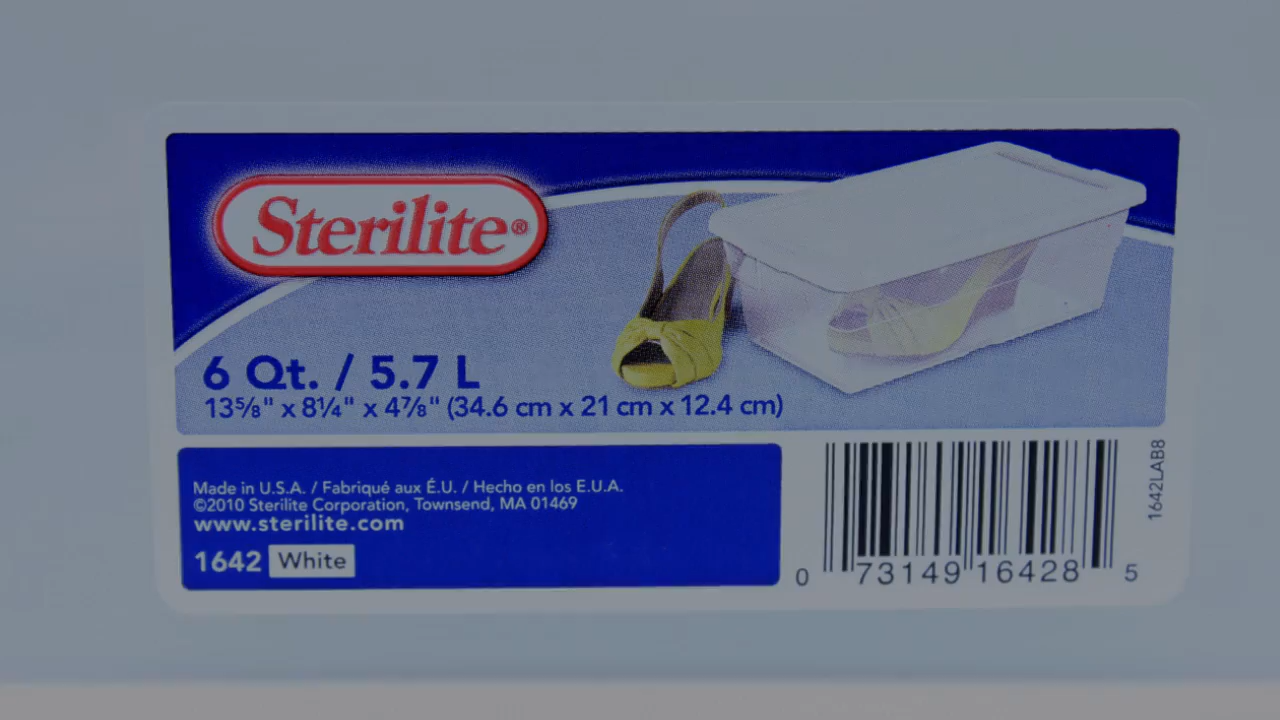 Sterilite®
6 Qt. / 5.7 L
13⅝" x 8¼" x 4⅞" (34.6 cm x 21 cm x 12.4 cm)
Made in U.S.A. / Fabriqué aux É.U. / Hecho en los E.U.A.
©2010 Sterilite Corporation, Townsend, MA 01469
www.sterilite.com
1642 White
0 73149 16428 5
1642LAB8